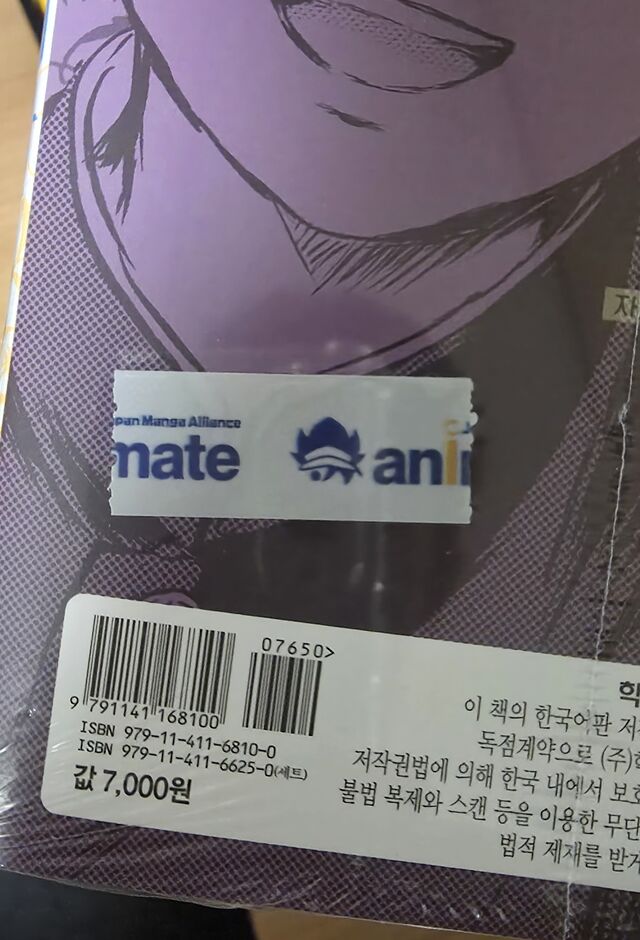 자
pan Manga Alliance
mate
ani
07650>
9 791141 168100
ISBN 979-11-411-6810-0
ISBN 979-11-411-6625-0(세트)
값 7,000원
이 책의 한국어판 저
독점계약으로 (주)
저작권법에 의해 한국 내에서 보
불법 복제와 스캔 등을 이용한 무단
법적 제재를 받